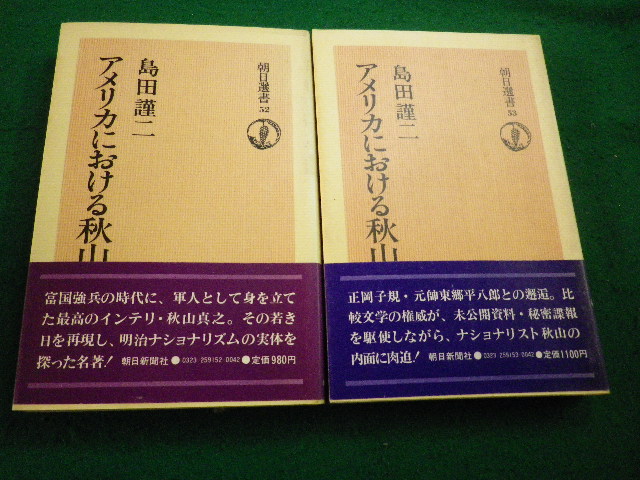 朝日選書 52
島田謹二
アメリカにおける秋山
富国強兵の時代に、軍人として身を立て
た最高のインテリ・秋山真之。その若き
日を再現し、明治ナショナリズムの実体を
探った名著! 朝日新聞社 ●0323-259152-0042 ●定価980円
朝日選書 53
島田謹二
アメリカにおける秋山
正岡子規・元帥東郷平八郎との邂逅。比
較文学の権威が、未公開資料・秘密諜報
を駆使しながら、ナショナリスト秋山の
内面に肉迫! 朝日新聞社 ●0323-259153-0042 ●定価1100円